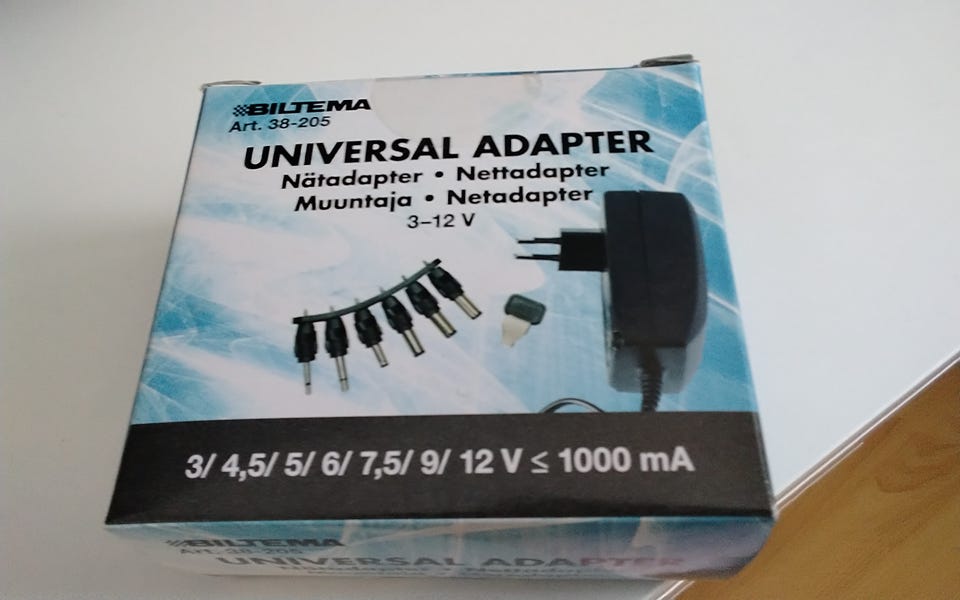 BILTEMA
Art. 38-205
UNIVERSAL ADAPTER
Nätadapter • Nettadapter
Muuntaja • Netadapter
3–12 V
3/ 4,5/ 5/ 6/ 7,5/ 9/ 12 V ≤ 1000 mA
BILTEMA
Art. 38-205
UNIVERSAL ADAPTER